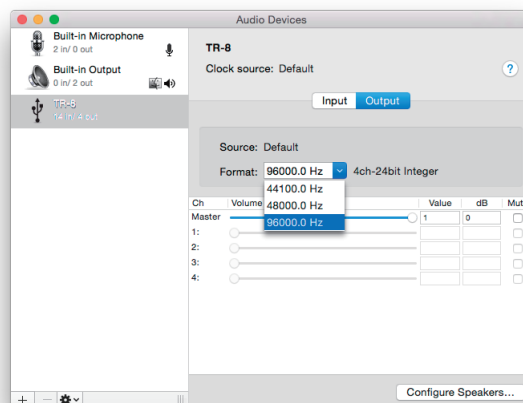 Audio Devices
Built-in Microphone
2 in/ 0 out
Built-in Output
0 in/ 2 out
TR-8
14 in/ 4 out
TR-8
Clock source: Default
?
Input Output
Source: Default
Format: 96000.0 Hz 4ch-24bit Integer
44100.0 Hz
48000.0 Hz
96000.0 Hz
Ch Volume Value dB Mut
Master 1 0
1:
2:
3:
4:
Configure Speakers...